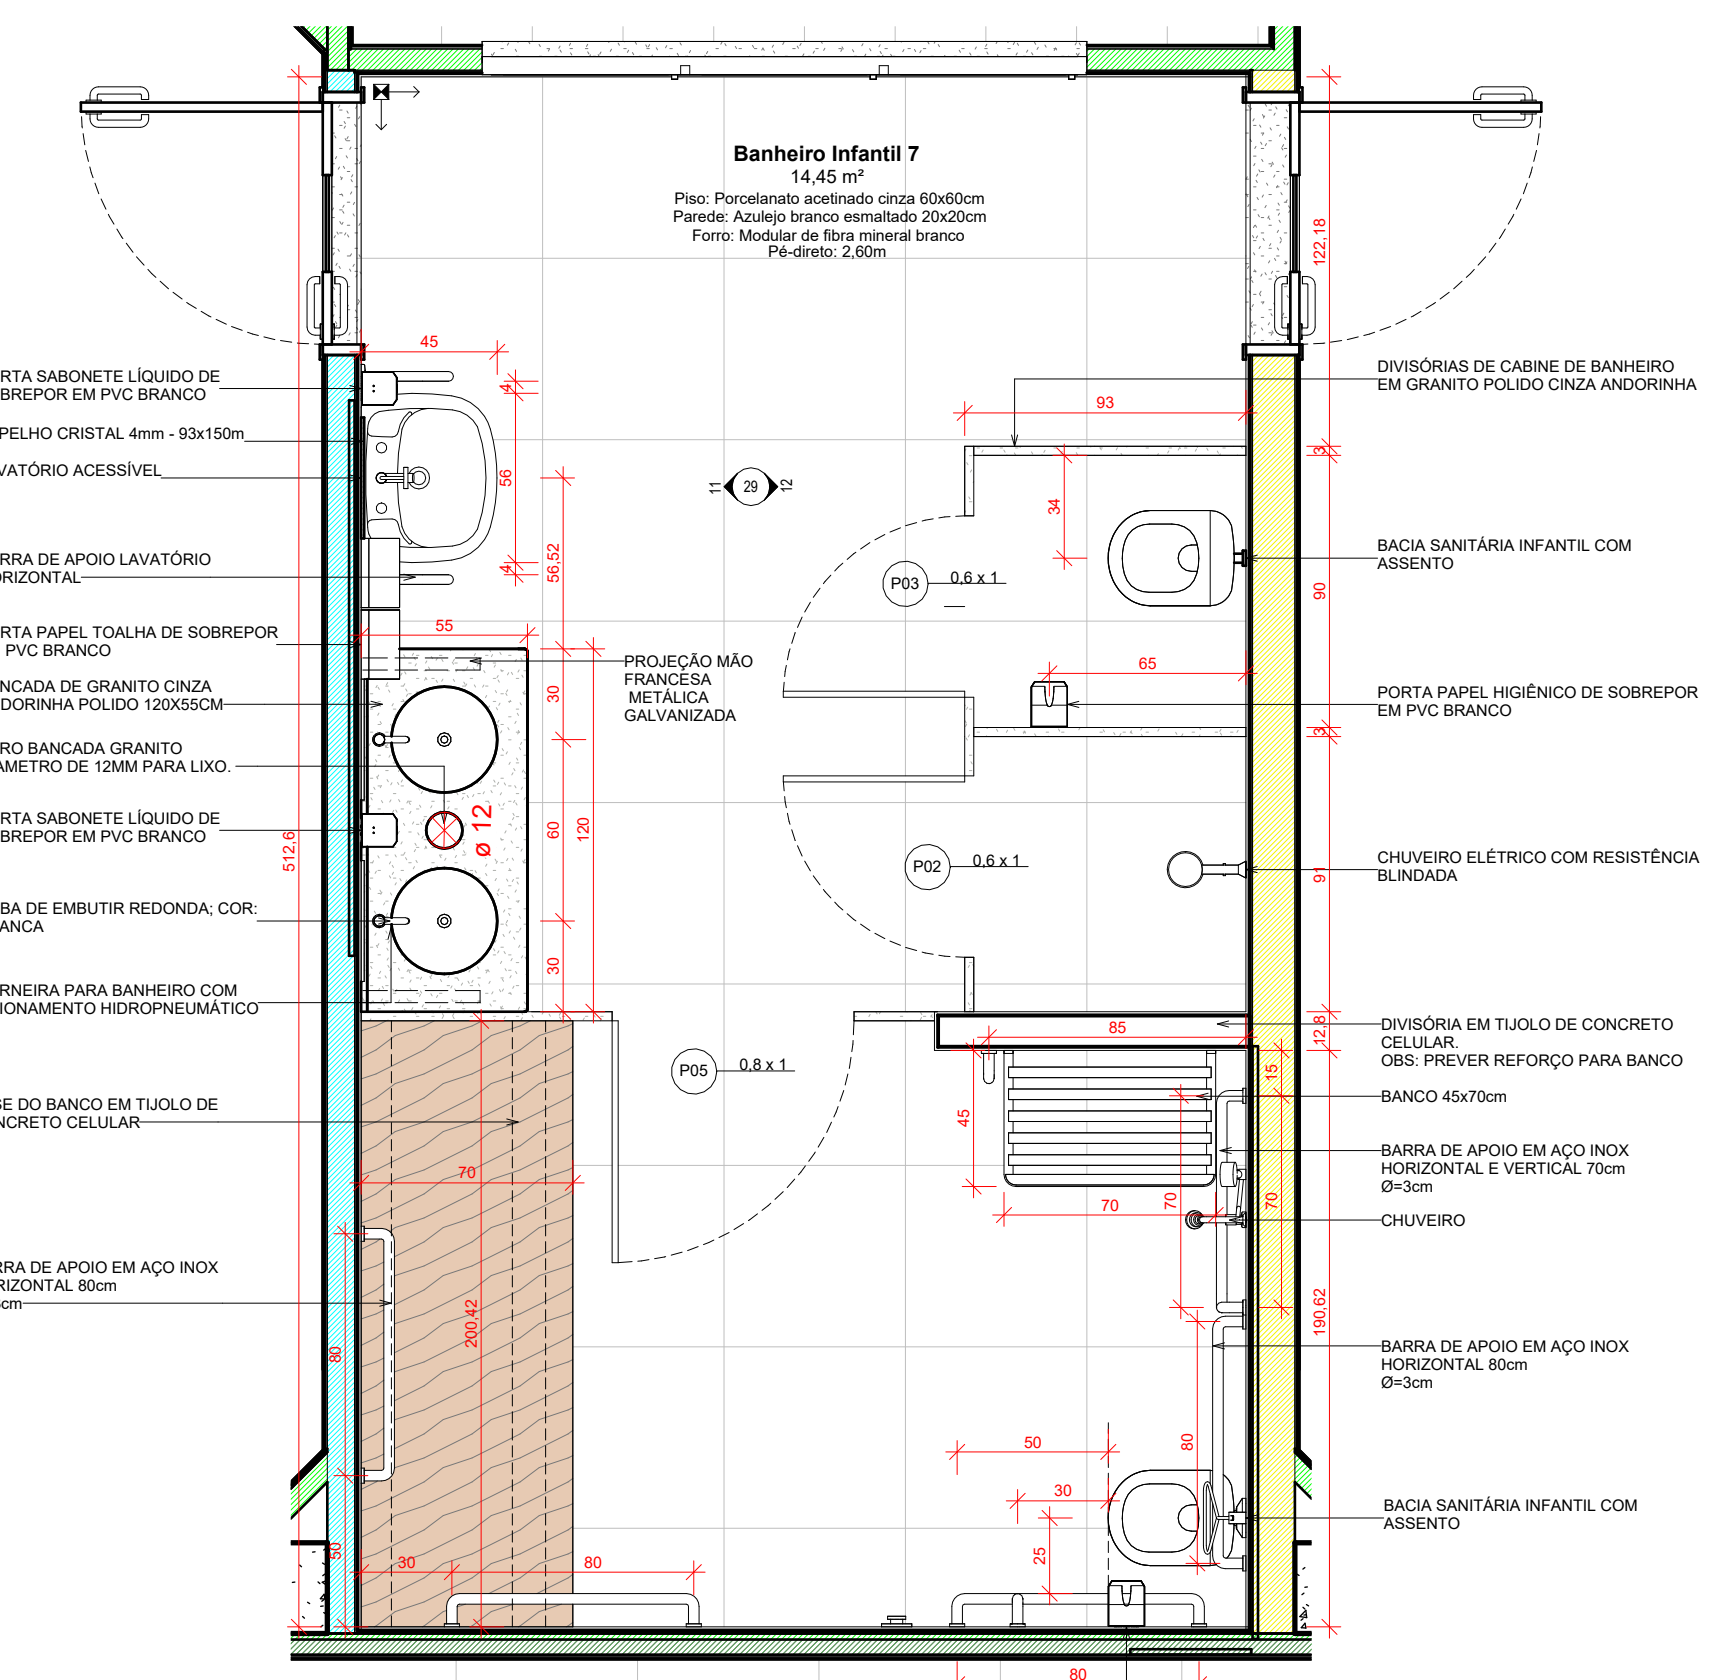 Banheiro Infantil 7
14,45 m²
Piso: Porcelanato acetinado cinza 60x60cm
Parede: Azulejo branco esmaltado 20x20cm
Forro: Modular de fibra mineral branco
Pé-direto: 2,60m
RTA SABONETE LÍQUIDO DE
BREPOR EM PVC BRANCO
PELHO CRISTAL 4mm - 93x150m
VATÓRIO ACESSÍVEL
RRA DE APOIO LAVATÓRIO
ORIZONTAL
RTA PAPEL TOALHA DE SOBREPOR
PVC BRANCO
NCADA DE GRANITO CINZA
DORINHA POLIDO 120X55CM
RO BANCADA GRANITO
AMETRO DE 12MM PARA LIXO.
RTA SABONETE LÍQUIDO DE
BREPOR EM PVC BRANCO
BA DE EMBUTIR REDONDA; COR:
ANCA
RNEIRA PARA BANHEIRO COM
IONAMENTO HIDROPNEUMÁTICO
SE DO BANCO EM TIJOLO DE
NCRETO CELULAR
RRA DE APOIO EM AÇO INOX
RIZONTAL 80cm
cm
512,6
45
4
56
4
56,52
55
30
60
120
30
ø 12
PROJEÇÃO MÃO
FRANCESA
METÁLICA
GALVANIZADA
11
29
12
P03
0,6 x 1
P02
0,6 x 1
P05
0,8 x 1
93
34
65
85
45
70
70
70
15
50
30
25
80
70
200,42
80
50
30
80
80
122,18
3
90
3
91
12,8
190,62
DIVISÓRIAS DE CABINE DE BANHEIRO
EM GRANITO POLIDO CINZA ANDORINHA
BACIA SANITÁRIA INFANTIL COM
ASSENTO
PORTA PAPEL HIGIÊNICO DE SOBREPOR
EM PVC BRANCO
CHUVEIRO ELÉTRICO COM RESISTÊNCIA
BLINDADA
DIVISÓRIA EM TIJOLO DE CONCRETO
CELULAR.
OBS: PREVER REFORÇO PARA BANCO
BANCO 45x70cm
BARRA DE APOIO EM AÇO INOX
HORIZONTAL E VERTICAL 70cm
Ø=3cm
CHUVEIRO
BARRA DE APOIO EM AÇO INOX
HORIZONTAL 80cm
Ø=3cm
BACIA SANITÁRIA INFANTIL COM
ASSENTO